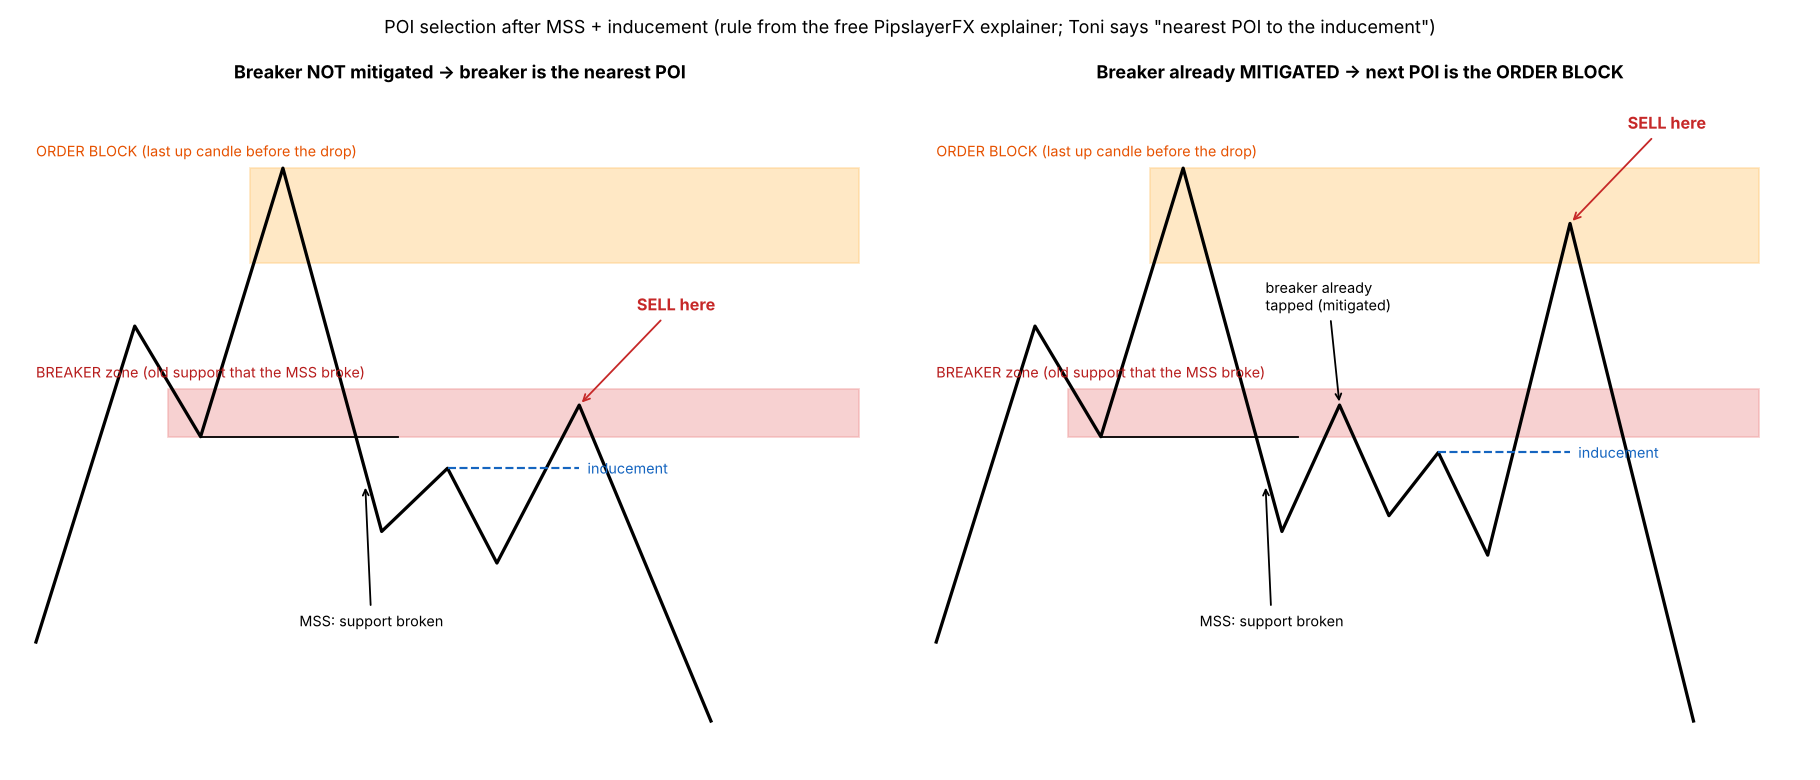 POI selection after MSS + inducement (rule from the free PipslayerFX explainer; Toni says "nearest POI to the inducement")
Breaker NOT mitigated → breaker is the nearest POI
ORDER BLOCK (last up candle before the drop)
SELL here
BREAKER zone (old support that the MSS broke)
inducement
MSS: support broken
Breaker already MITIGATED → next POI is the ORDER BLOCK
SELL here
ORDER BLOCK (last up candle before the drop)
breaker already
tapped (mitigated)
BREAKER zone (old support that the MSS broke)
inducement
MSS: support broken